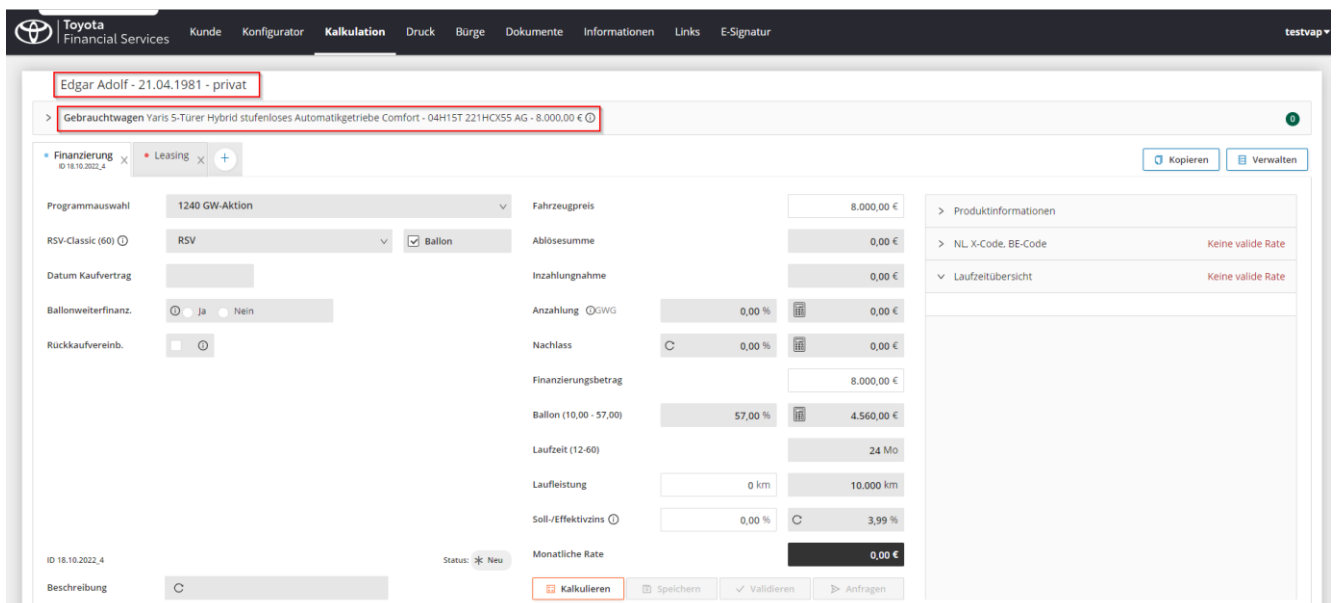 Toyota
Financial Services
Kunde Konfigurator Kalkulation Druck Bürge Dokumente Informationen Links E-Signatur testvap
Edgar Adolf - 21.04.1981 - privat
Gebrauchtwagen Yaris 5-Türer Hybrid stufenloses Automatikgetriebe Comfort - 04H15T 221HCX55 AG - 8.000,00 € 0
Finanzierung Leasing + Kopieren Verwalten
ID 18.10.2022_4
Programmauswahl 1240 GW-Aktion Fahrzeugpreis 8.000,00 € Produktinformationen
RSV-Classic (60) RSV Ballon Ablösesumme 0,00 € NL, X-Code, BE-Code Keine valide Rate
Datum Kaufvertrag Inzahlungnahme 0,00 € Laufzeitübersicht Keine valide Rate
Ballonweiterfinanz. Ja Nein Anzahlung GWG 0,00 % 0,00 €
Rückkaufvereinb. Nachlass 0,00 % 0,00 €
Finanzierungsbetrag 8.000,00 €
Ballon (10,00 - 57,00) 57,00 % 4.560,00 €
Laufzeit (12-60) 24 Mo
Laufleistung 0 km 10.000 km
Soll-/Effektivzins 0,00 % 3,99 %
ID 18.10.2022_4 Status: Neu Monatliche Rate 0,00 €
Beschreibung Kalkulieren Speichern Validieren Anfragen